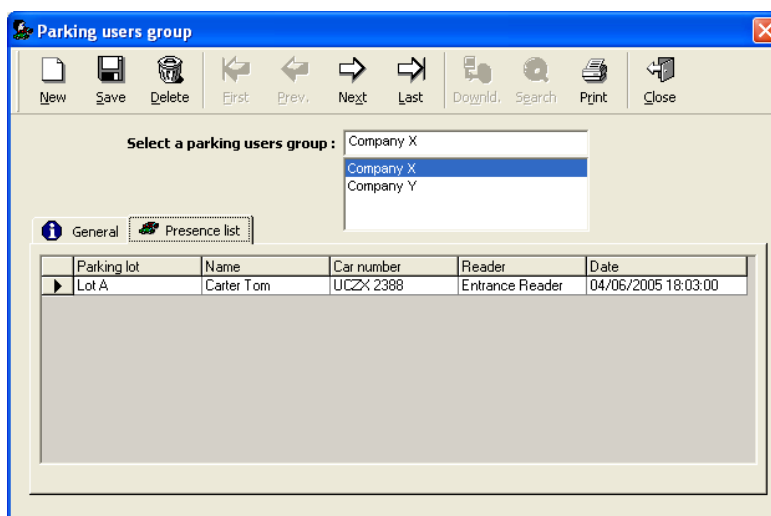 Parking users group
New Save Delete First Prev. Next Last Downld. Search Print Close
Select a parking users group : Company X
Company X
Company Y
General Presence list
Parking lot Name Car number Reader Date
Lot A Carter Tom UCZX 2388 Entrance Reader 04/06/2005 18:03:00